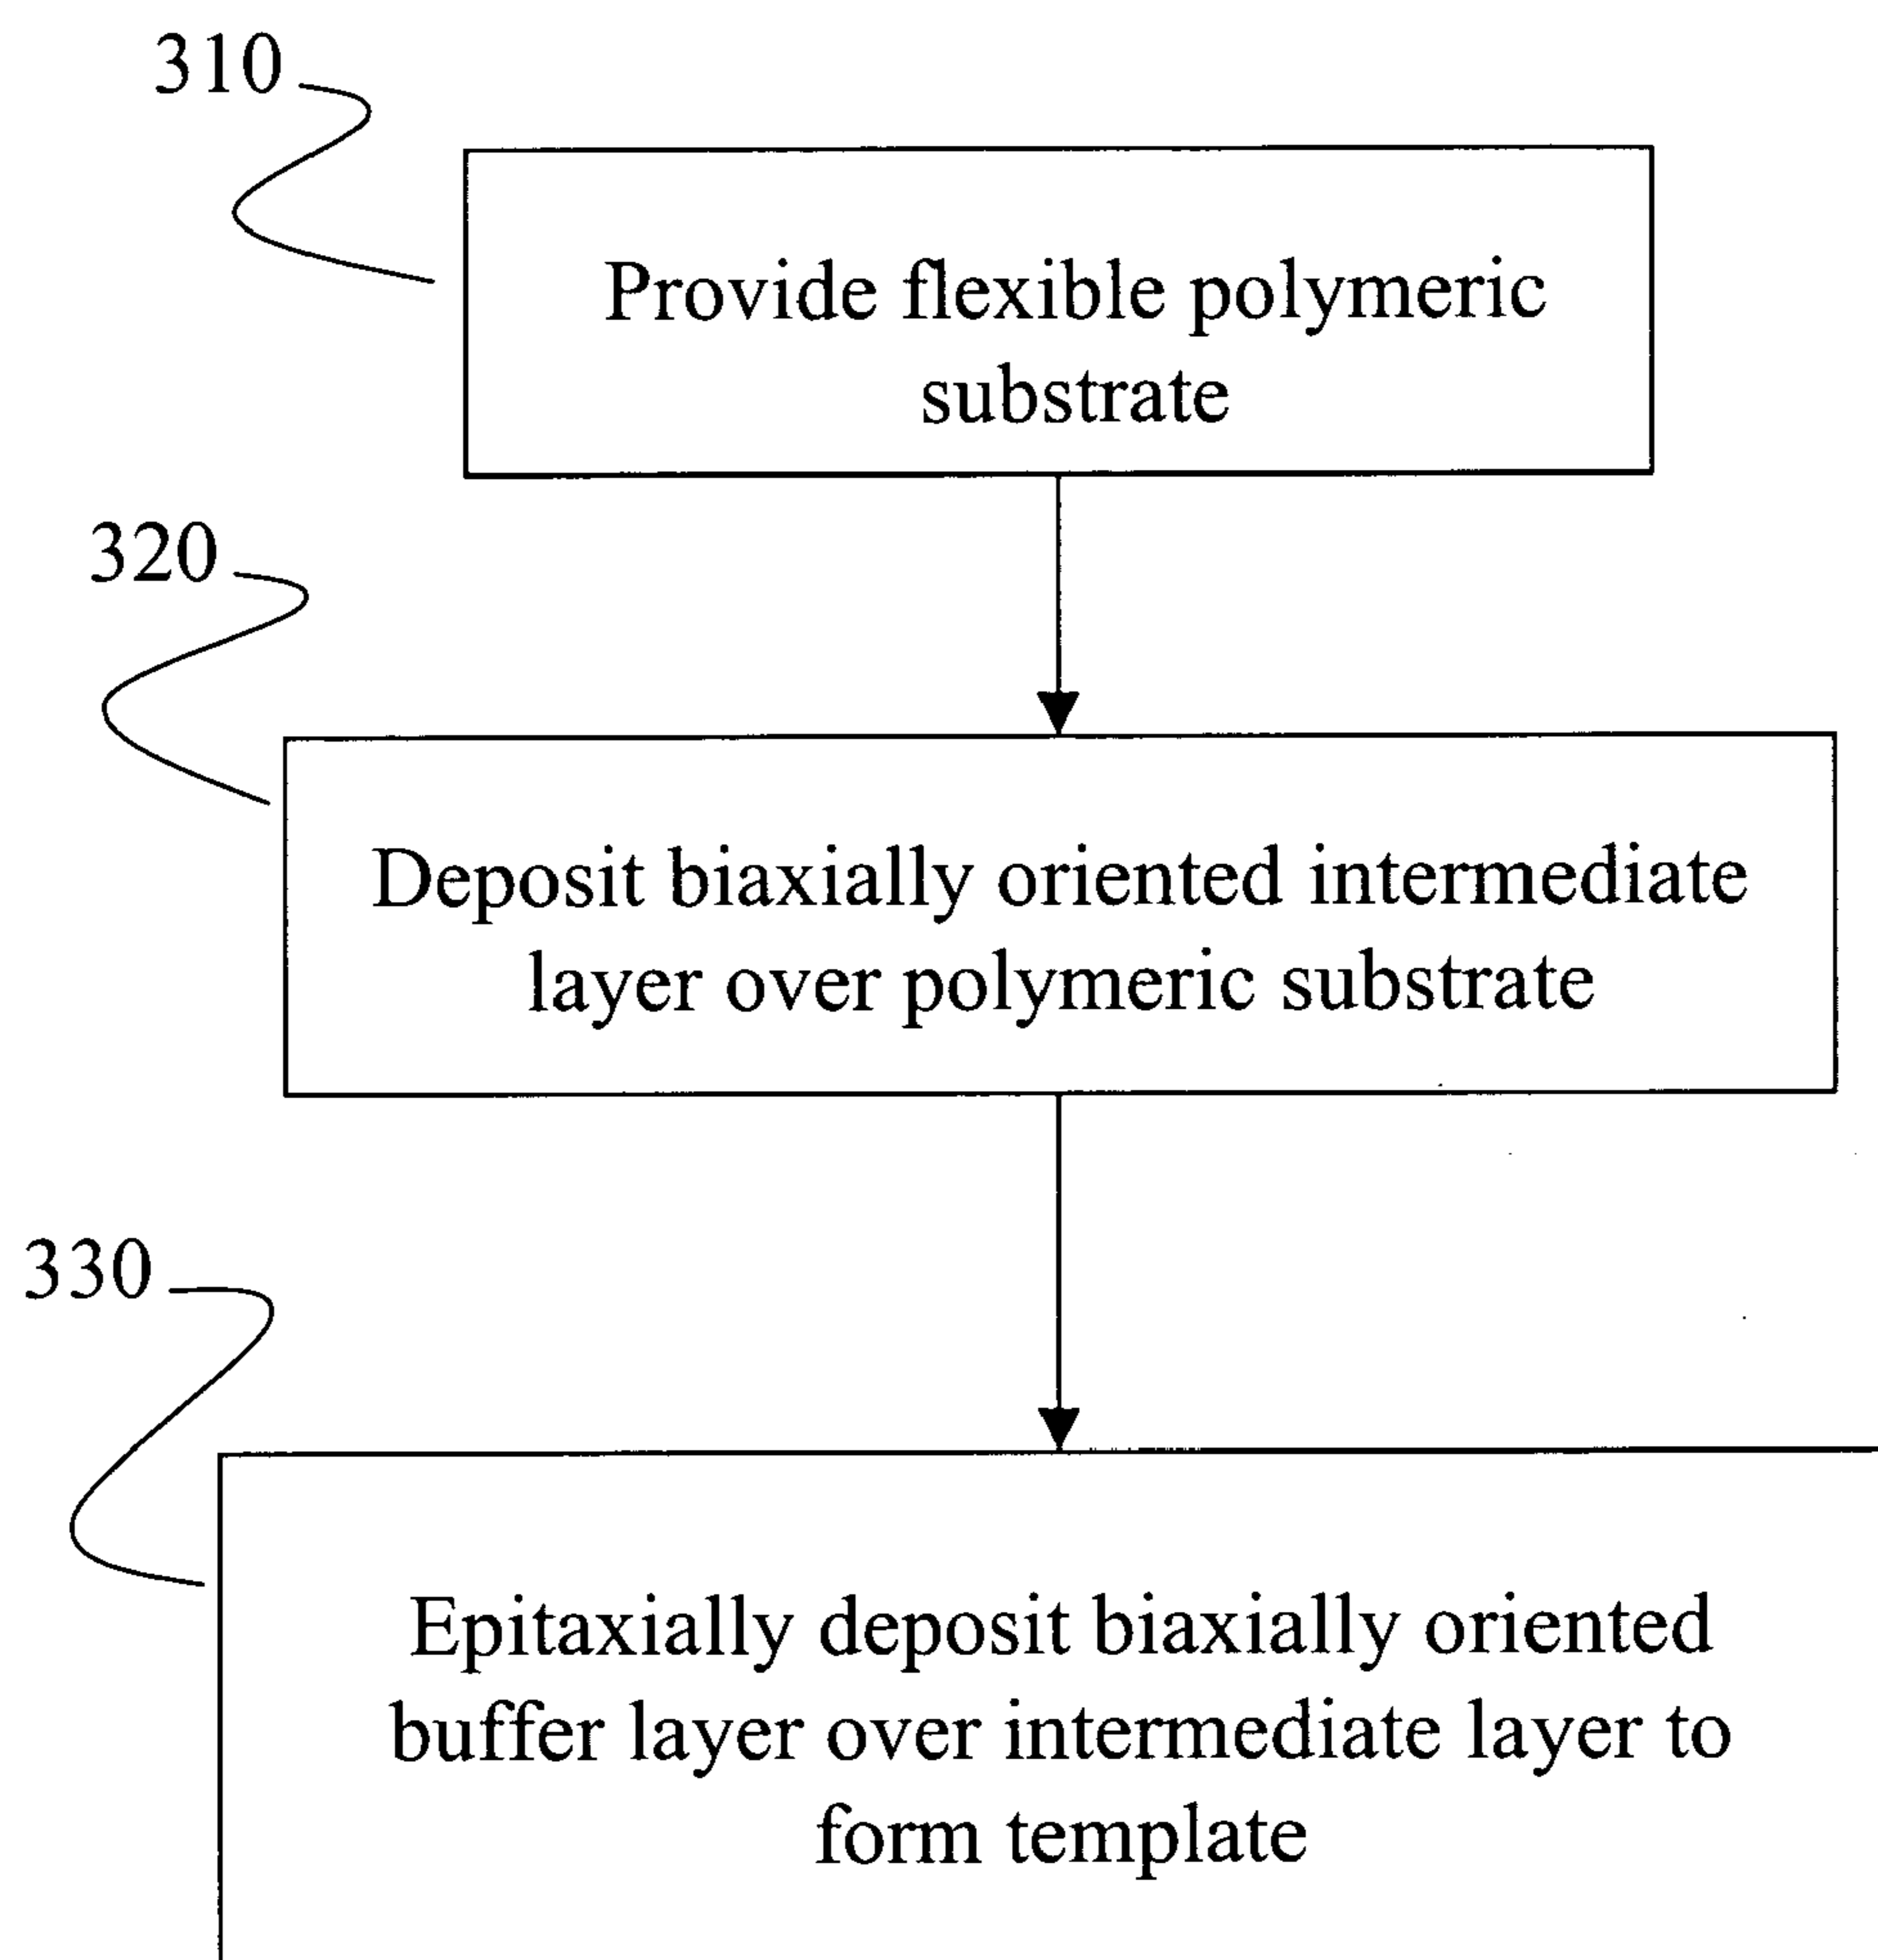 310
Provide flexible polymeric
substrate
320
Deposit biaxially oriented intermediate
layer over polymeric substrate
330
Epitaxially deposit biaxially oriented
buffer layer over intermediate layer to
form template